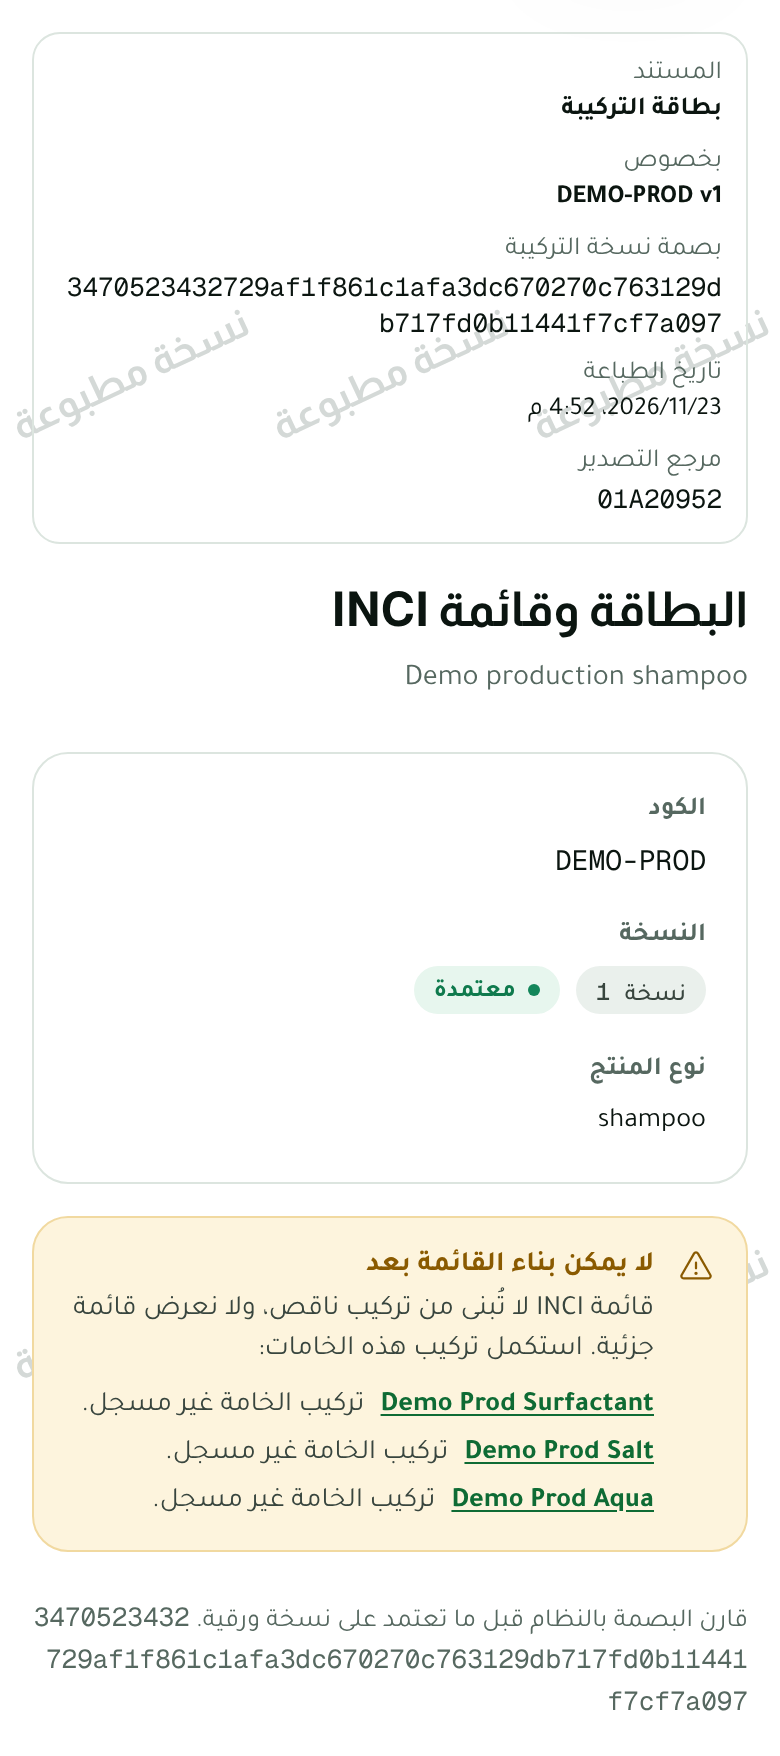 المستند
بطاقة التركيبة
بخصوص
DEMO-PROD v1
بصمة نسخة التركيبة
3470523432729af1f861c1afa3dc670270c763129d
b717fd0b11441f7cf7a097
نسخة مطبوعة نسخة مطبوعة نسخة مطبوعة
تاريخ الطباعة
2026/11/23، 4:52 م
مرجع التصدير
01A20952
البطاقة وقائمة INCI
Demo production shampoo
الكود
DEMO-PROD
النسخة
نسخة 1 معتمدة
نوع المنتج
shampoo
لا يمكن بناء القائمة بعد
قائمة INCI لا تُبنى من تركيب ناقص، ولا نعرض قائمة
جزئية. استكمل تركيب هذه الخامات:
Demo Prod Surfactant تركيب الخامة غير مسجل.
Demo Prod Salt تركيب الخامة غير مسجل.
Demo Prod Aqua تركيب الخامة غير مسجل.
قارن البصمة بالنظام قبل ما تعتمد على نسخة ورقية. 3470523432
729af1f861c1afa3dc670270c763129db717fd0b11441
f7cf7a097